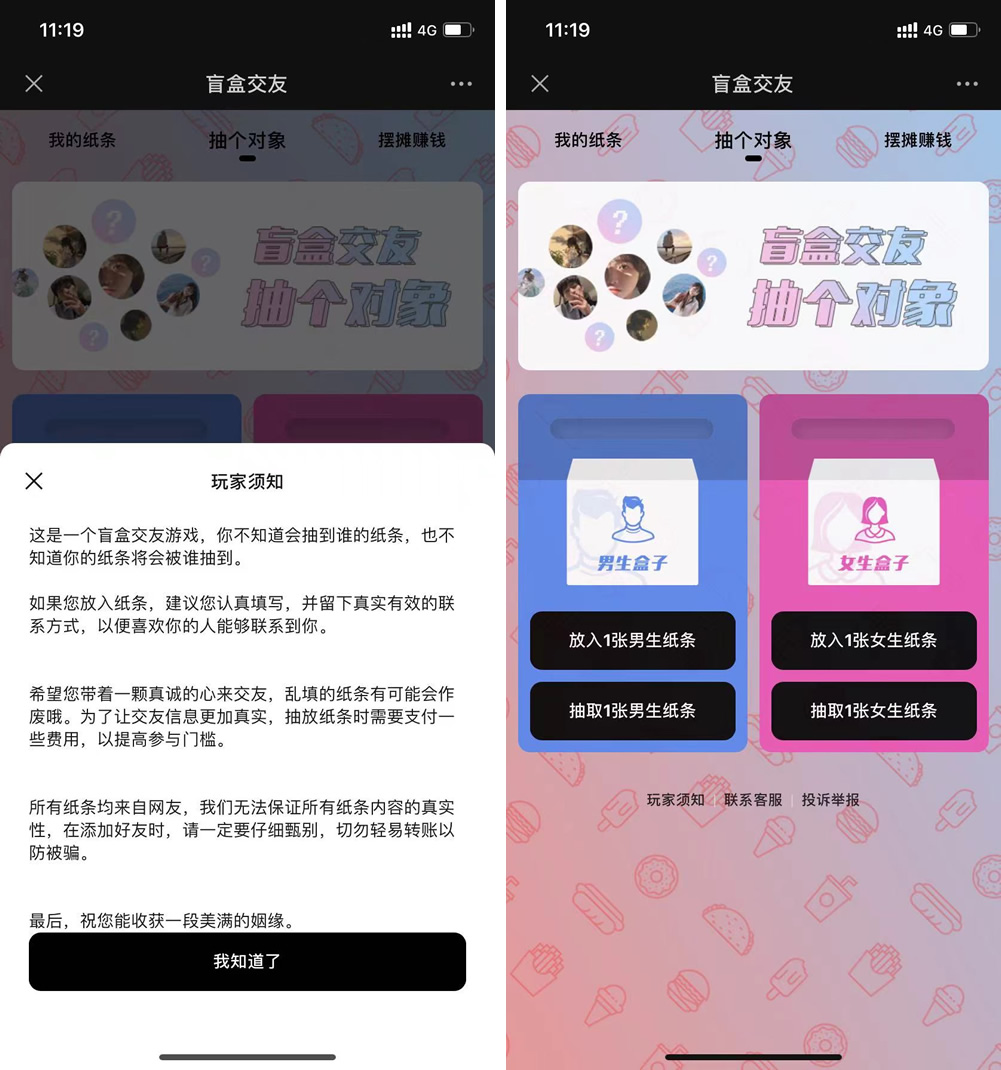 11:19
4G
盲盒交友
我的纸条
抽个对象
摆摊赚钱
?
?
?
盲盒交友
抽个对象
玩家须知
这是一个盲盒交友游戏，你不知道会抽到谁的纸条，也不
知道你的纸条将会被谁抽到。
如果您放入纸条，建议您认真填写，并留下真实有效的联
系方式，以便喜欢你的人能够联系到你。
希望您带着一颗真诚的心来交友，乱填的纸条有可能会作
废哦。为了让交友信息更加真实，抽放纸条时需要支付一
些费用，以提高参与门槛。
所有纸条均来自网友，我们无法保证所有纸条内容的真实
性，在添加好友时，请一定要仔细甄别，切勿轻易转账以
防被骗。
最后，祝您能收获一段美满的姻缘。
我知道了
11:19
4G
盲盒交友
我的纸条
抽个对象
摆摊赚钱
?
?
?
盲盒交友
抽个对象
男生盒子
放入1张男生纸条
抽取1张男生纸条
女生盒子
放入1张女生纸条
抽取1张女生纸条
玩家须知
联系客服
投诉举报